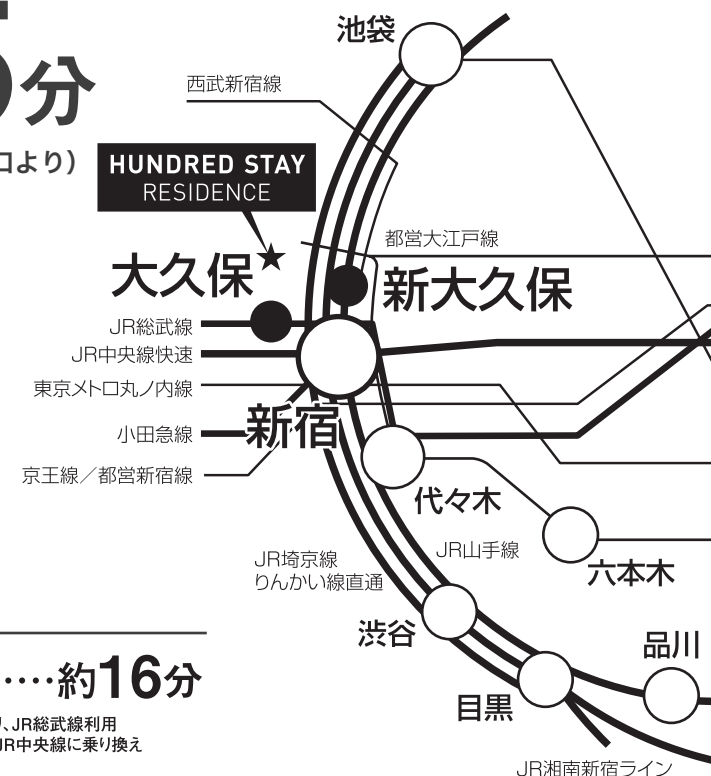 池袋
西武新宿線
分
口より)
HUNDRED STAY
RESIDENCE
都営大江戸線
大久保
新大久保
JR総武線
JR中央線快速
東京メトロ丸ノ内線
新宿
小田急線
京王線／都営新宿線
代々木
JR山手線
JR埼京線
りんかい線直通
六本木
渋谷
品川
‥‥約16分
目黒
、JR総武線利用
JR中央線に乗り換え
JR湘南新宿ライン